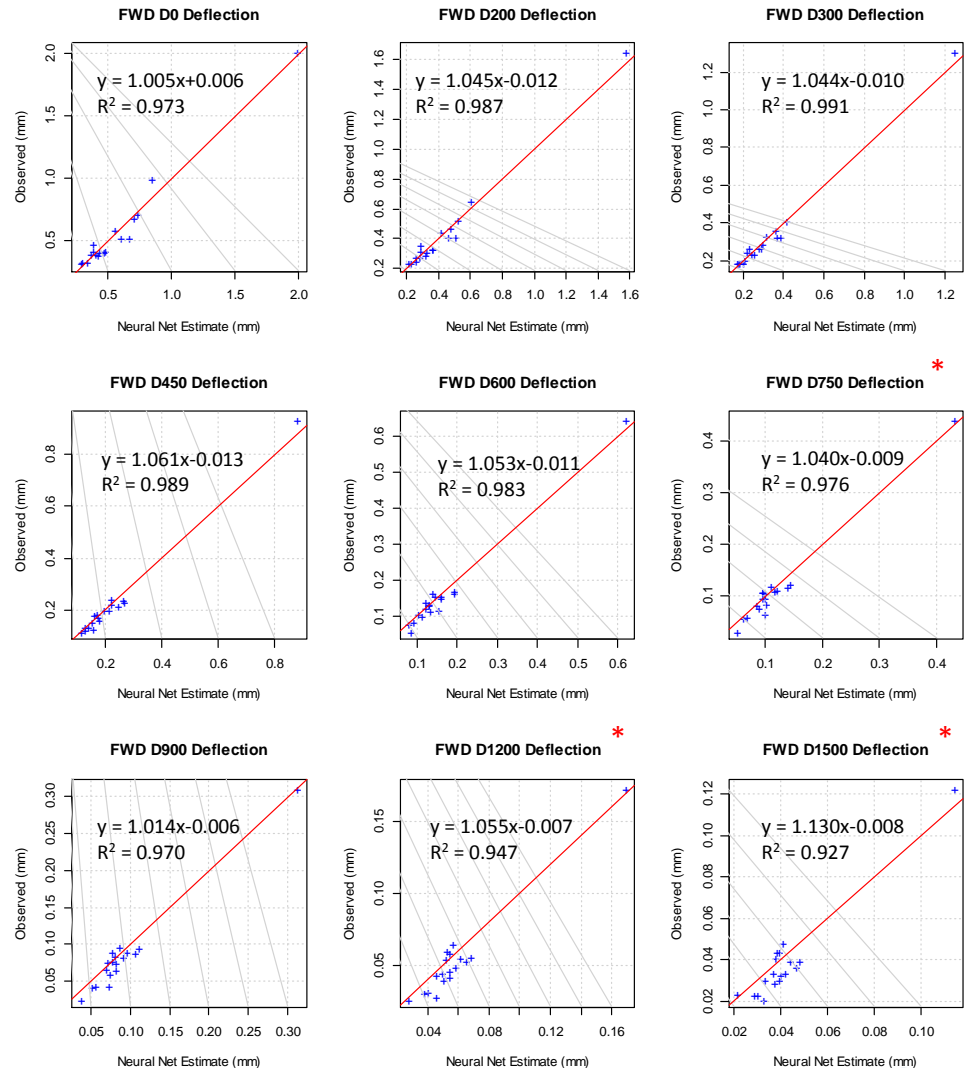 FWD D0 Deflection
y = 1.005x+0.006
R² = 0.973
Observed (mm)
0.5 1.0 1.5 2.0
0.5 1.0 1.5 2.0
Neural Net Estimate (mm)
FWD D200 Deflection
y = 1.045x-0.012
R² = 0.987
Observed (mm)
0.2 0.4 0.6 0.8 1.0 1.2 1.4 1.6
0.2 0.4 0.6 0.8 1.0 1.2 1.4 1.6
Neural Net Estimate (mm)
FWD D300 Deflection
y = 1.044x-0.010
R² = 0.991
Observed (mm)
0.2 0.4 0.6 0.8 1.0 1.2
0.2 0.4 0.6 0.8 1.0 1.2
Neural Net Estimate (mm)
FWD D450 Deflection
y = 1.061x-0.013
R² = 0.989
Observed (mm)
0.2 0.4 0.6 0.8
0.2 0.4 0.6 0.8
Neural Net Estimate (mm)
FWD D600 Deflection
y = 1.053x-0.011
R² = 0.983
Observed (mm)
0.1 0.2 0.3 0.4 0.5 0.6
0.1 0.2 0.3 0.4 0.5 0.6
Neural Net Estimate (mm)
FWD D750 Deflection *
y = 1.040x-0.009
R² = 0.976
Observed (mm)
0.1 0.2 0.3 0.4
0.1 0.2 0.3 0.4
Neural Net Estimate (mm)
FWD D900 Deflection
y = 1.014x-0.006
R² = 0.970
Observed (mm)
0.05 0.10 0.15 0.20 0.25 0.30
0.05 0.10 0.15 0.20 0.25 0.30
Neural Net Estimate (mm)
FWD D1200 Deflection *
y = 1.055x-0.007
R² = 0.947
Observed (mm)
0.05 0.10 0.15
0.04 0.08 0.12 0.16
Neural Net Estimate (mm)
FWD D1500 Deflection *
y = 1.130x-0.008
R² = 0.927
Observed (mm)
0.02 0.04 0.06 0.08 0.10 0.12
0.02 0.04 0.06 0.08 0.10
Neural Net Estimate (mm)